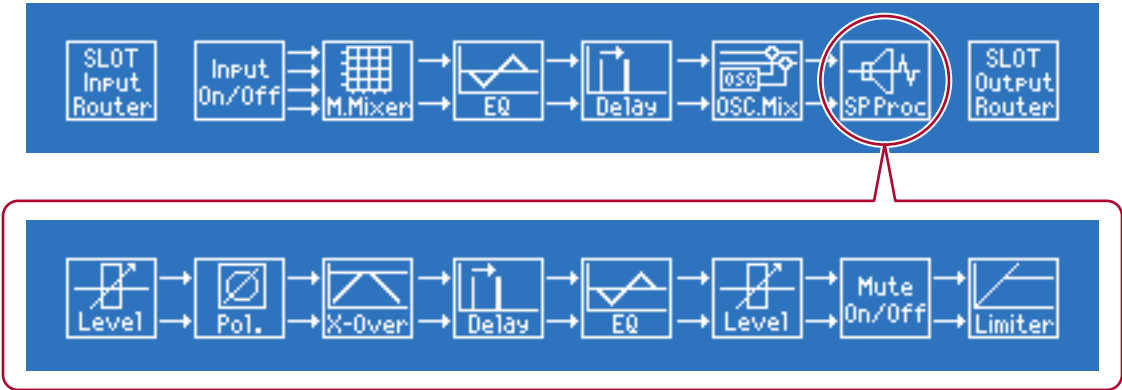 SLOT
Input
Router
Input
On/Off
M.Mixer
EQ
Delay
OSC
OSC.Mix
SP Proc
SLOT
Output
Router
Level
Pol.
X-Over
Delay
EQ
Level
Mute
On/Off
Limiter